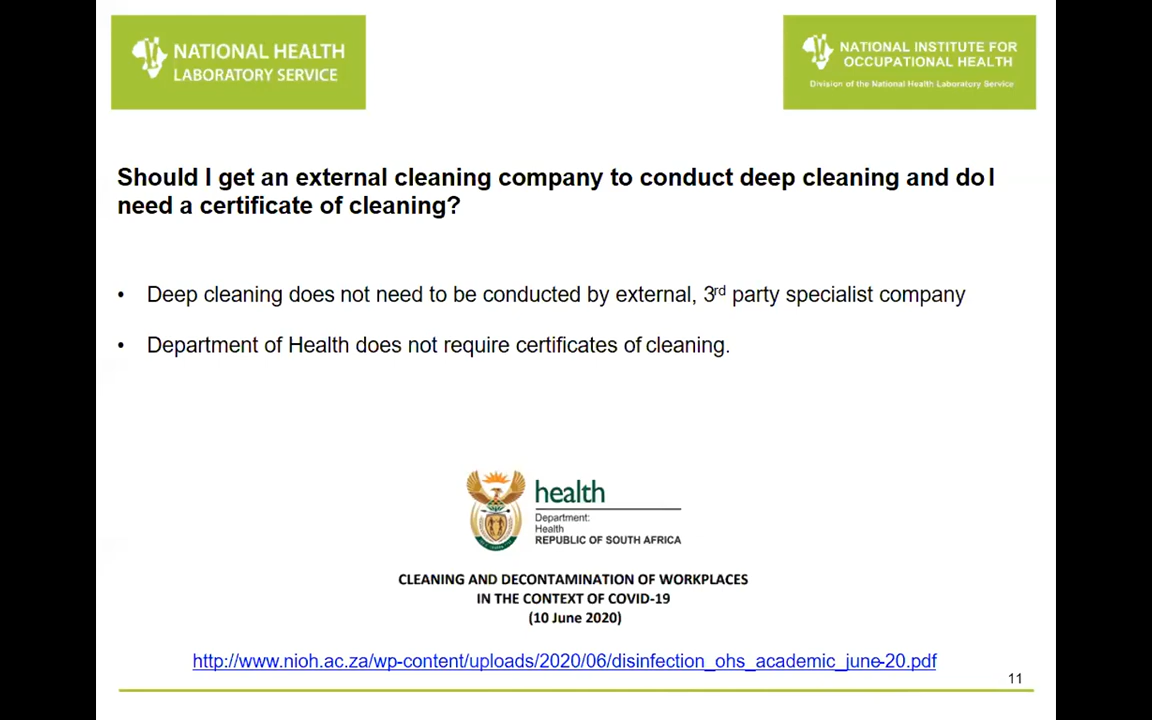 NATIONAL HEALTH
LABORATORY SERVICE
NATIONAL INSTITUTE FOR
OCCUPATIONAL HEALTH
Division of the National Health Laboratory Service
Should I get an external cleaning company to conduct deep cleaning and do I
need a certificate of cleaning?
• Deep cleaning does not need to be conducted by external, 3rd party specialist company
• Department of Health does not require certificates of cleaning.
health
Department:
Health
REPUBLIC OF SOUTH AFRICA
CLEANING AND DECONTAMINATION OF WORKPLACES
IN THE CONTEXT OF COVID-19
(10 June 2020)
http://www.nioh.ac.za/wp-content/uploads/2020/06/disinfection_ohs_academic_june-20.pdf
11